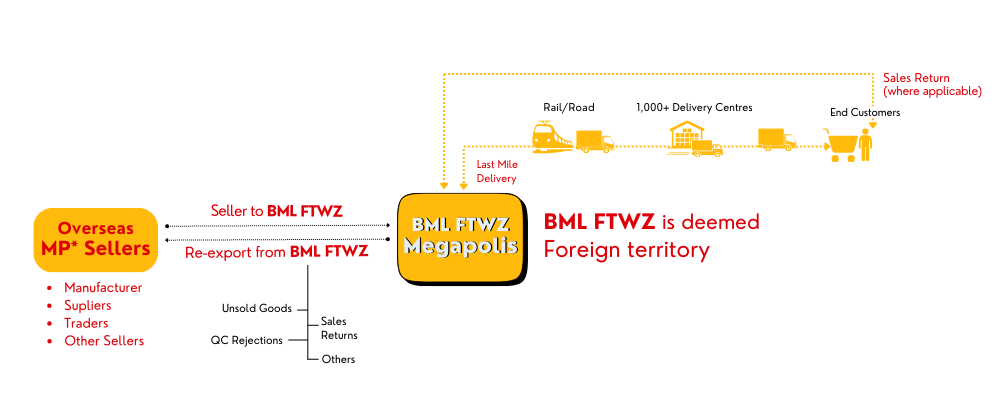 Sales Return
(where applicable)
Rail/Road
1,000+ Delivery Centres
End Customers
Last Mile
Delivery
Seller to BML FTWZ
BML FTWZ
Megapolis
BML FTWZ is deemed
Foreign territory
Overseas
MP* Sellers
Re-export from BML FTWZ
• Manufacturer
• Supliers
• Traders
• Other Sellers
Unsold Goods
Sales
Returns
QC Rejections
Others